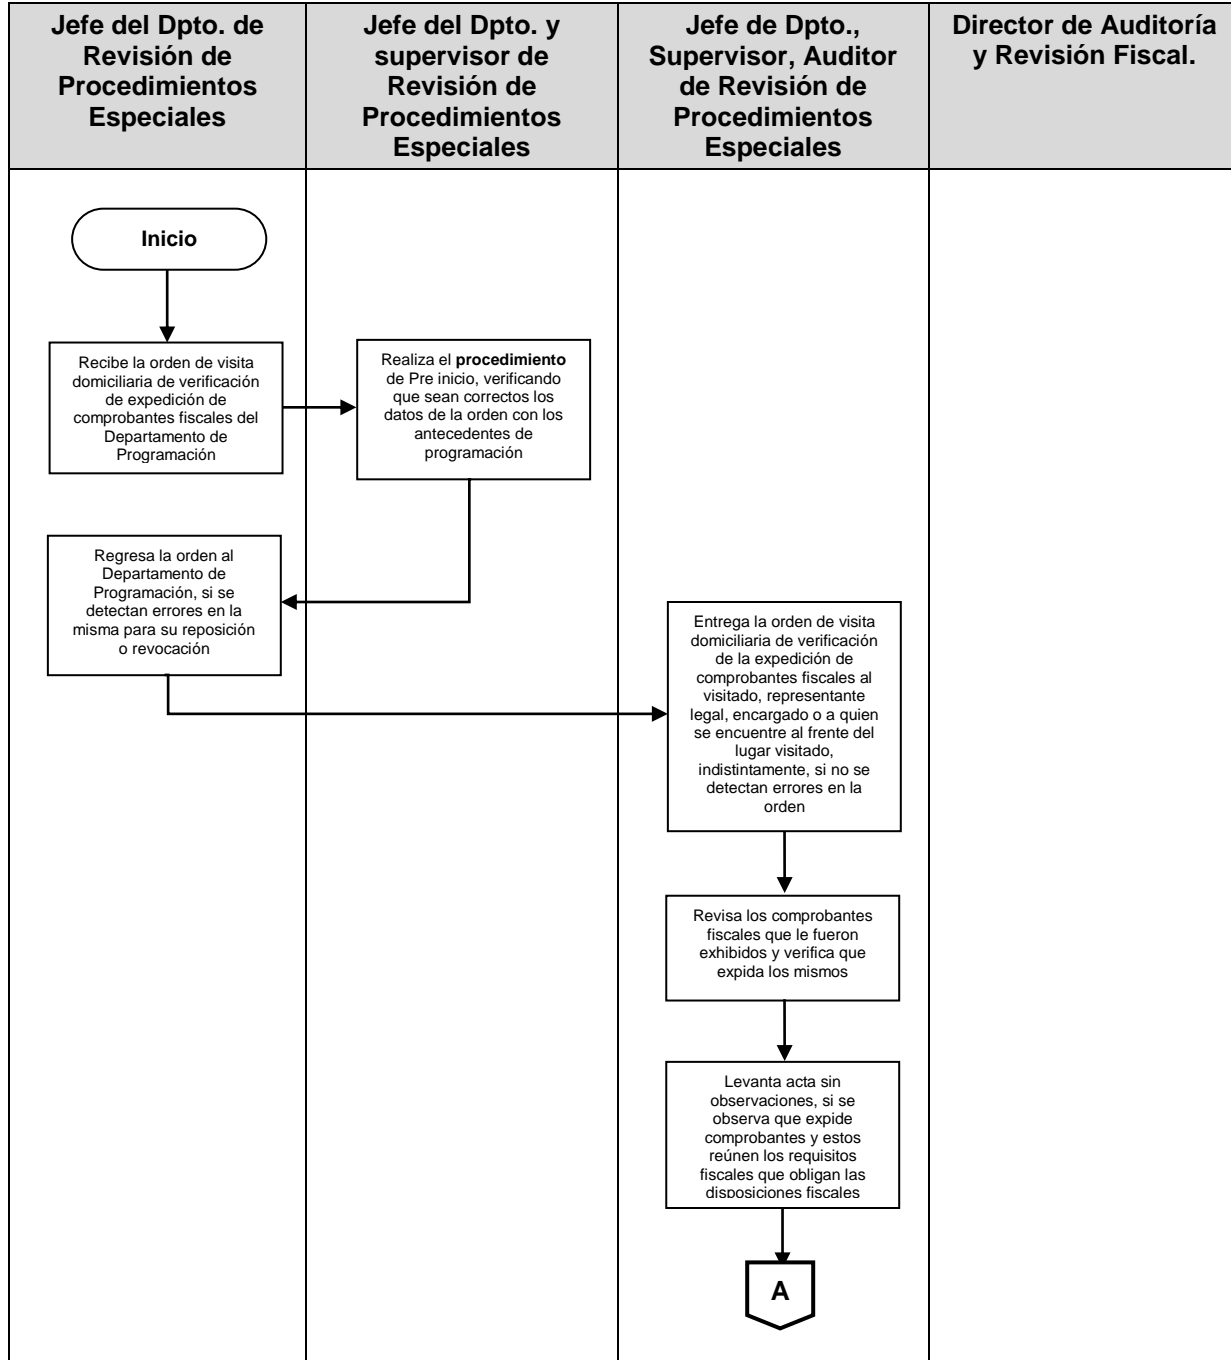 Jefe del Dpto. de
Revisión de
Procedimientos
Especiales
Jefe del Dpto. y
supervisor de
Revisión de
Procedimientos
Especiales
Jefe de Dpto.,
Supervisor, Auditor
de Revisión de
Procedimientos
Especiales
Director de Auditoría
y Revisión Fiscal.
Inicio
Recibe la orden de visita
domiciliaria de verificación
de expedición de
comprobantes fiscales del
Departamento de
Programación
Realiza el procedimiento
de Pre inicio, verificando
que sean correctos los
datos de la orden con los
antecedentes de
programación
Regresa la orden al
Departamento de
Programación, si se
detectan errores en la
misma para su reposición
o revocación
Entrega la orden de visita
domiciliaria de verificación
de la expedición de
comprobantes fiscales al
visitado, representante
legal, encargado o a quien
se encuentre al frente del
lugar visitado,
indistintamente, si no se
detectan errores en la
orden
Revisa los comprobantes
fiscales que le fueron
exhibidos y verifica que
expida los mismos
Levanta acta sin
observaciones, si se
observa que expide
comprobantes y estos
reúnen los requisitos
fiscales que obligan las
disposiciones fiscales
A